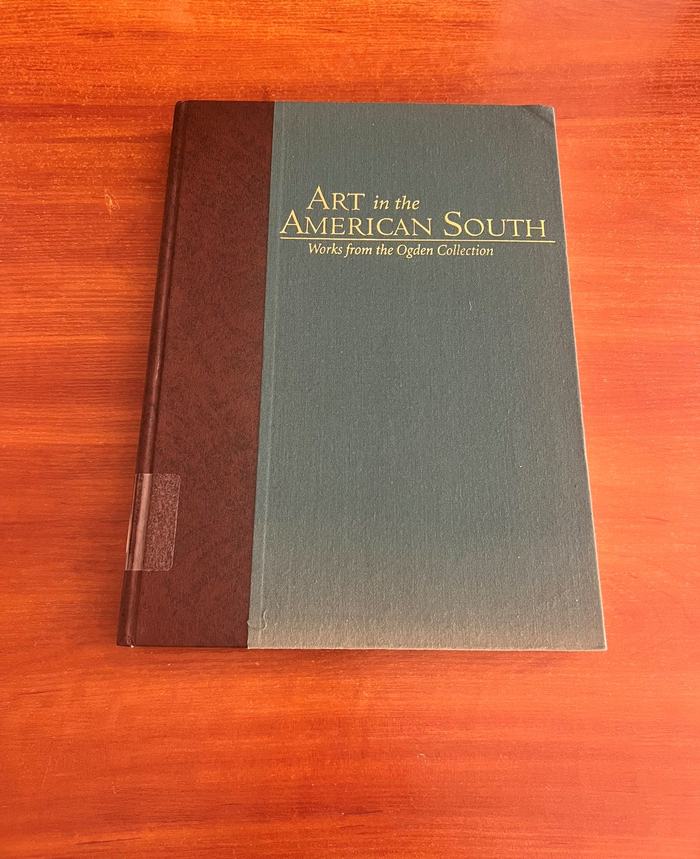 ART in the
AMERICAN SOUTH
Works from the Ogden Collection